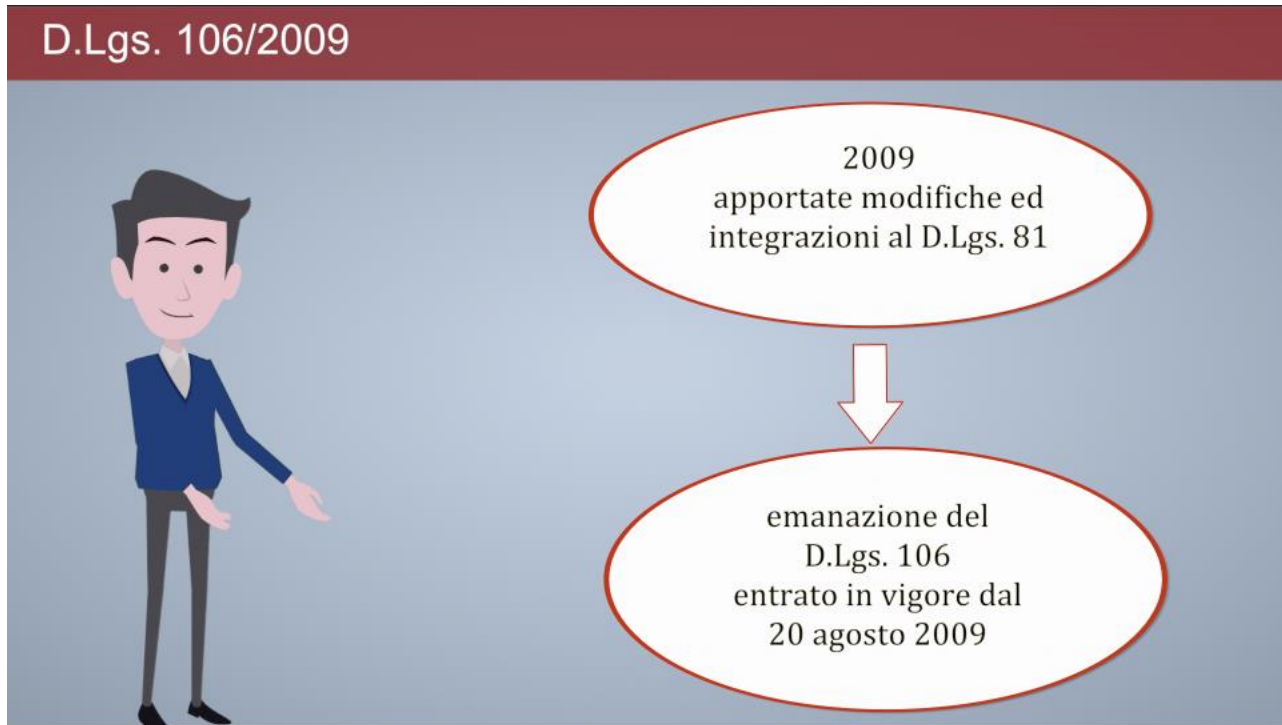 D.Lgs. 106/2009
2009
apportate modifiche ed
integrazioni al D.Lgs. 81
emanazione del
D.Lgs. 106
entrato in vigore dal
20 agosto 2009